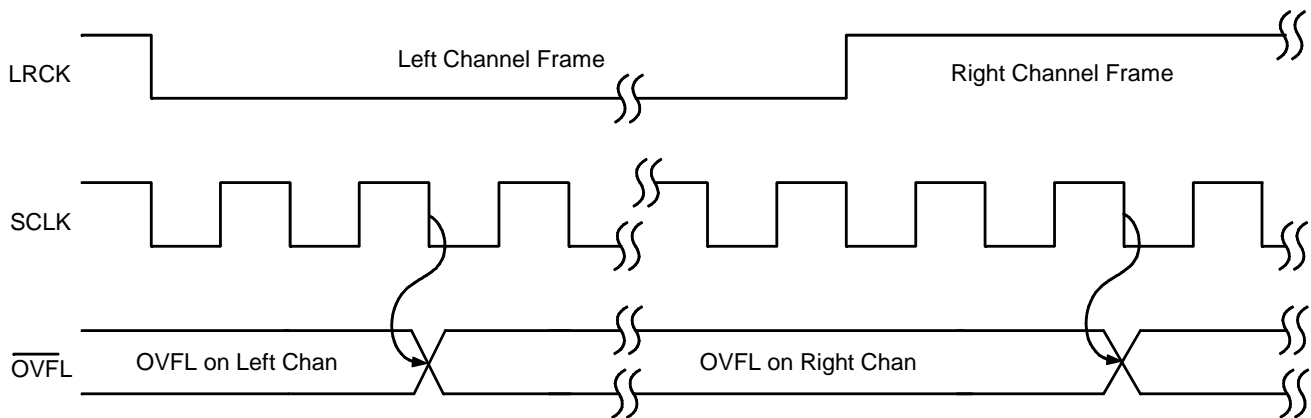 LRCK
Left Channel Frame
Right Channel Frame
SCLK
OVFL
OVFL on Left Chan
OVFL on Right Chan